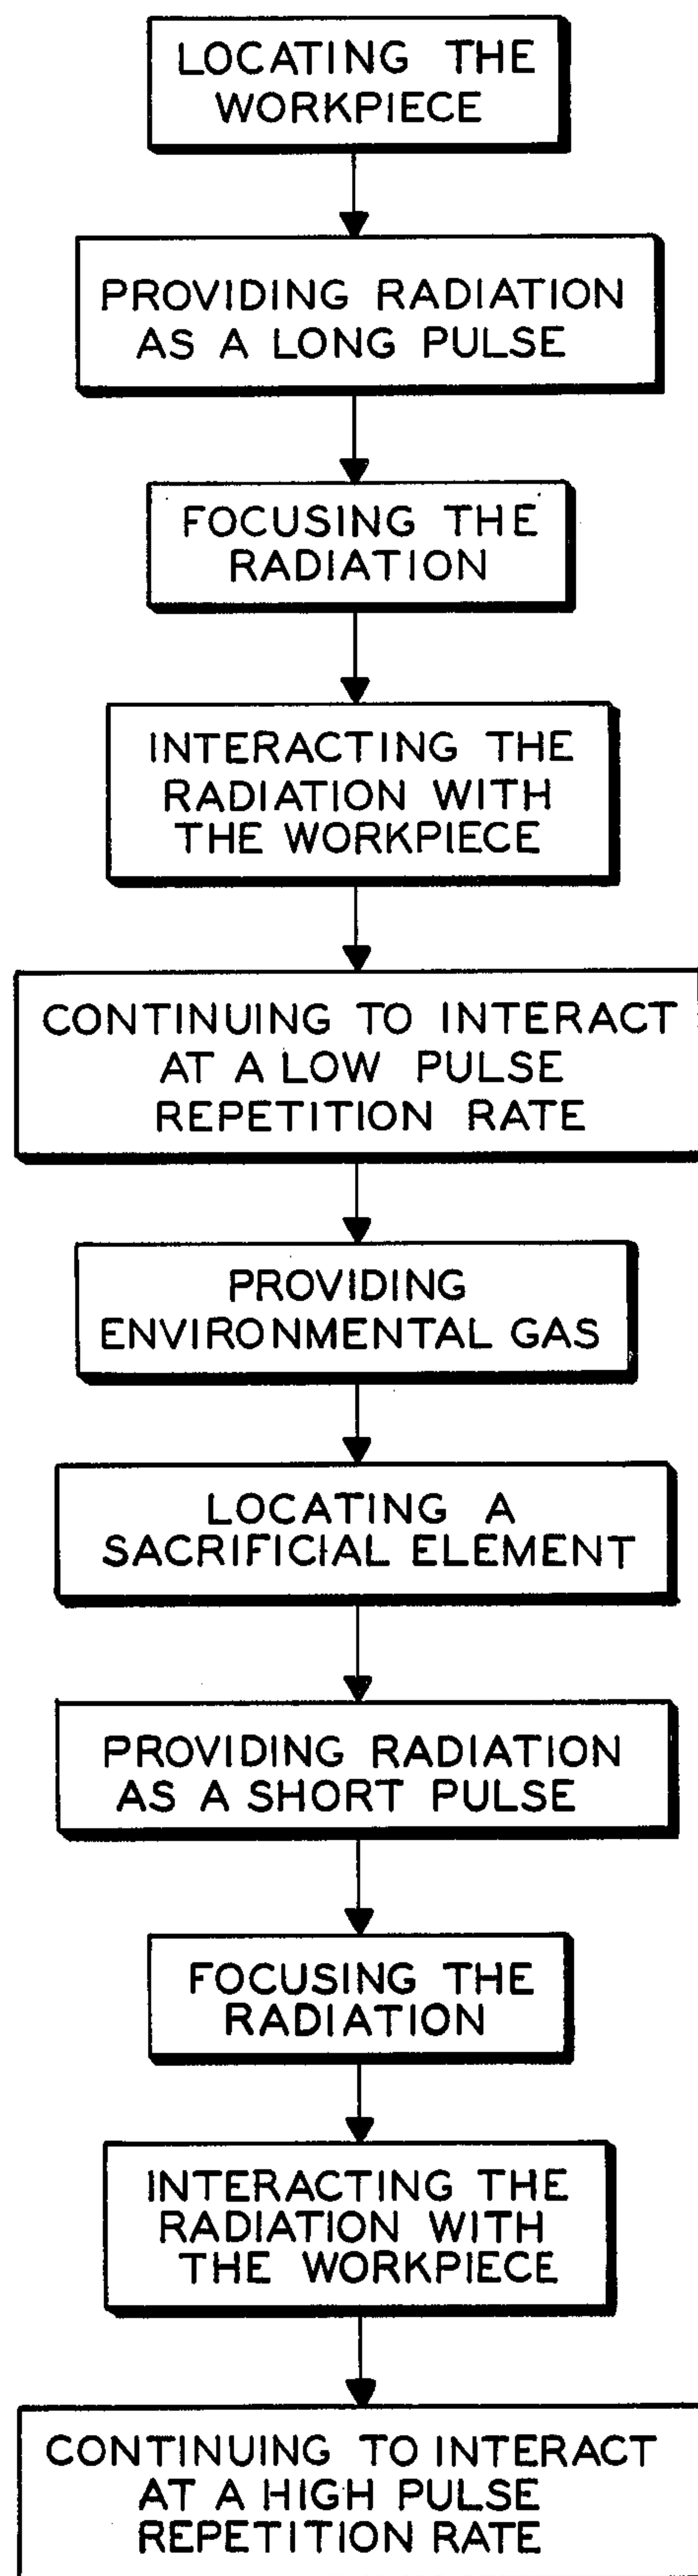 LOCATING THE
WORKPIECE
PROVIDING RADIATION
AS A LONG PULSE
FOCUSING THE
RADIATION
INTERACTING THE
RADIATION WITH
THE WORKPIECE
CONTINUING TO INTERACT
AT A LOW PULSE
REPETITION RATE
PROVIDING
ENVIRONMENTAL GAS
LOCATING A
SACRIFICIAL ELEMENT
PROVIDING RADIATION
AS A SHORT PULSE
FOCUSING THE
RADIATION
INTERACTING THE
RADIATION WITH
THE WORKPIECE
CONTINUING TO INTERACT
AT A HIGH PULSE
REPETITION RATE